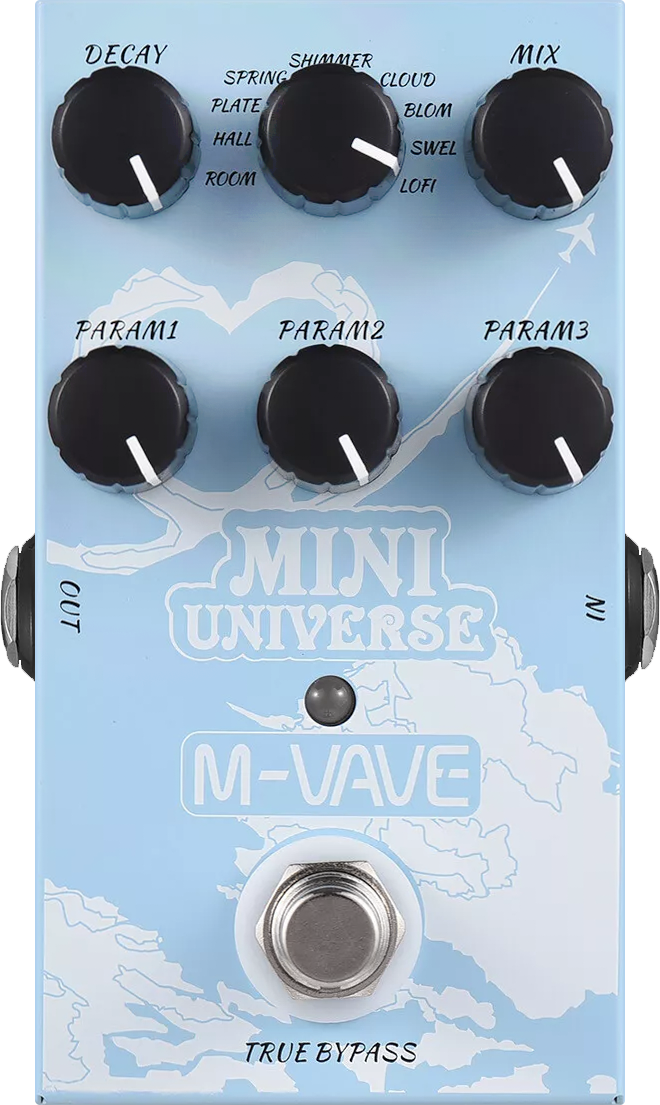 DECAY
SHIMMER
MIX
SPRING
CLOUD
PLATE
BLOM
HALL
SWEL
ROOM
LOFI
PARAM1
PARAM2
PARAM3
MINI
UNIVERSE
OUT
IN
M-VAVE
TRUE BYPASS